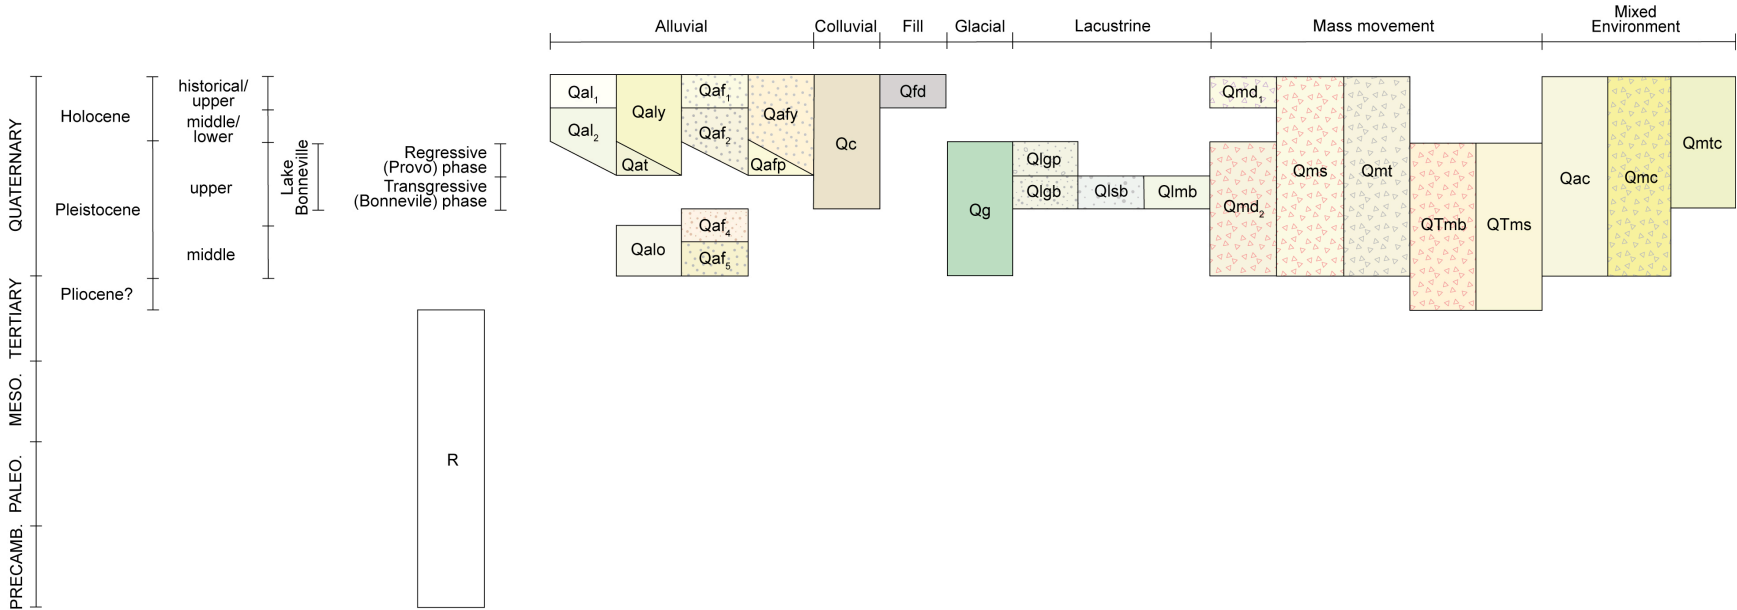 Alluvial
Colluvial
Fill
Glacial
Lacustrine
Mass movement
Mixed
Environment
QUATERNARY
TERTIARY
MESO.
PALEO.
PRECAMB.
Holocene
Pleistocene
Pliocene?
historical/
upper
middle/
lower
upper
middle
Lake
Bonneville
Regressive
(Provo) phase
Transgressive
(Bonnevile) phase
R
Qal1
Qal2
Qaly
Qat
Qalo
Qaf1
Qaf2
Qaf4
Qaf5
Qafy
Qafp
Qc
Qfd
Qg
Qlgp
Qlgb
Qlsb
Qlmb
Qmd1
Qmd2
Qms
Qmt
QTmb
QTms
Qac
Qmc
Qmtc